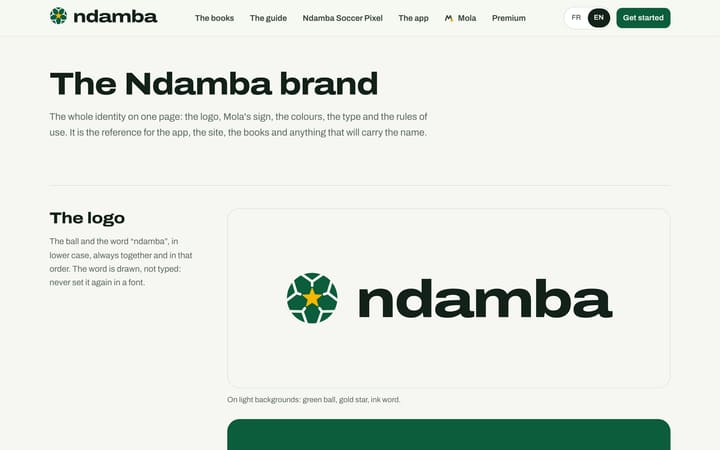 ndamba
The books
The guide
Ndamba Soccer Pixel
The app
Mola
Premium
FR
EN
Get started
The Ndamba brand
The whole identity on one page: the logo, Mola's sign, the colours, the type and the rules of
use. It is the reference for the app, the site, the books and anything that will carry the name.
The logo
The ball and the word “ndamba”, in
lower case, always together and in that
order. The word is drawn, not typed:
never set it again in a font.
ndamba
On light backgrounds: green ball, gold star, ink word.